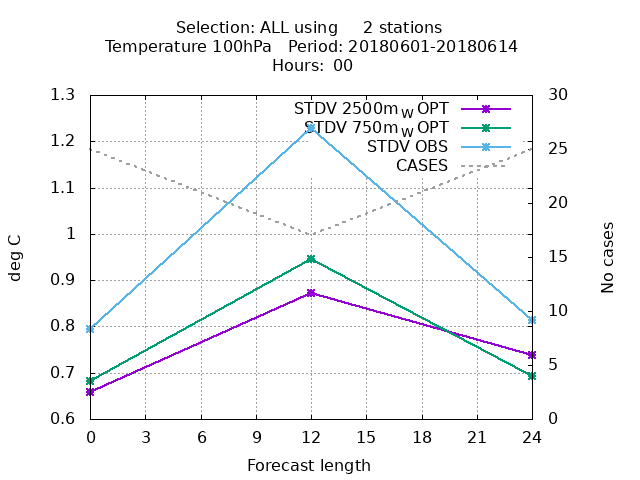 Selection: ALL using     2 stations
Temperature 100hPa   Period: 20180601-20180614
Hours:  00
STDV 2500m W OPT
STDV 750m W OPT
STDV OBS
CASES
1.3
1.2
1.1
1
0.9
0.8
0.7
0.6
deg C
30
25
20
15
10
5
0
No cases
0 3 6 9 12 15 18 21 24
Forecast length